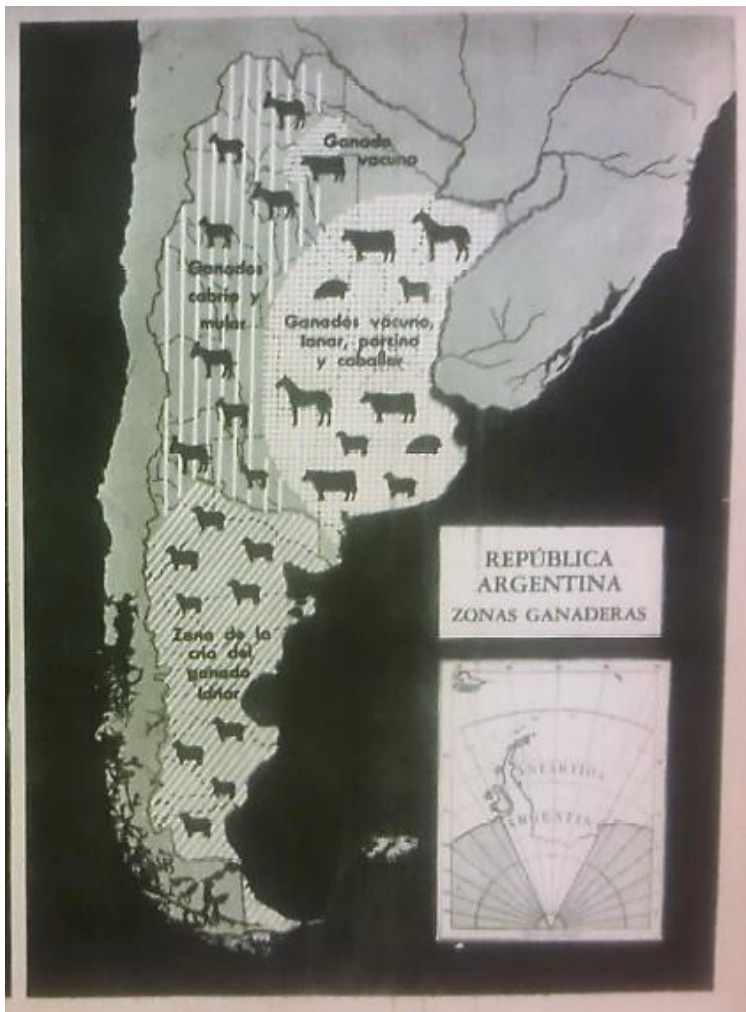 Ganado
vacuno
Ganados
cabrío y
mular
Ganados vacuno,
lanar, porcino
y caballar
Zona de la
cría del
ganado
lanar
REPÚBLICA
ARGENTINA
ZONAS GANADERAS
ANTÁRTIDA
ARGENTINA